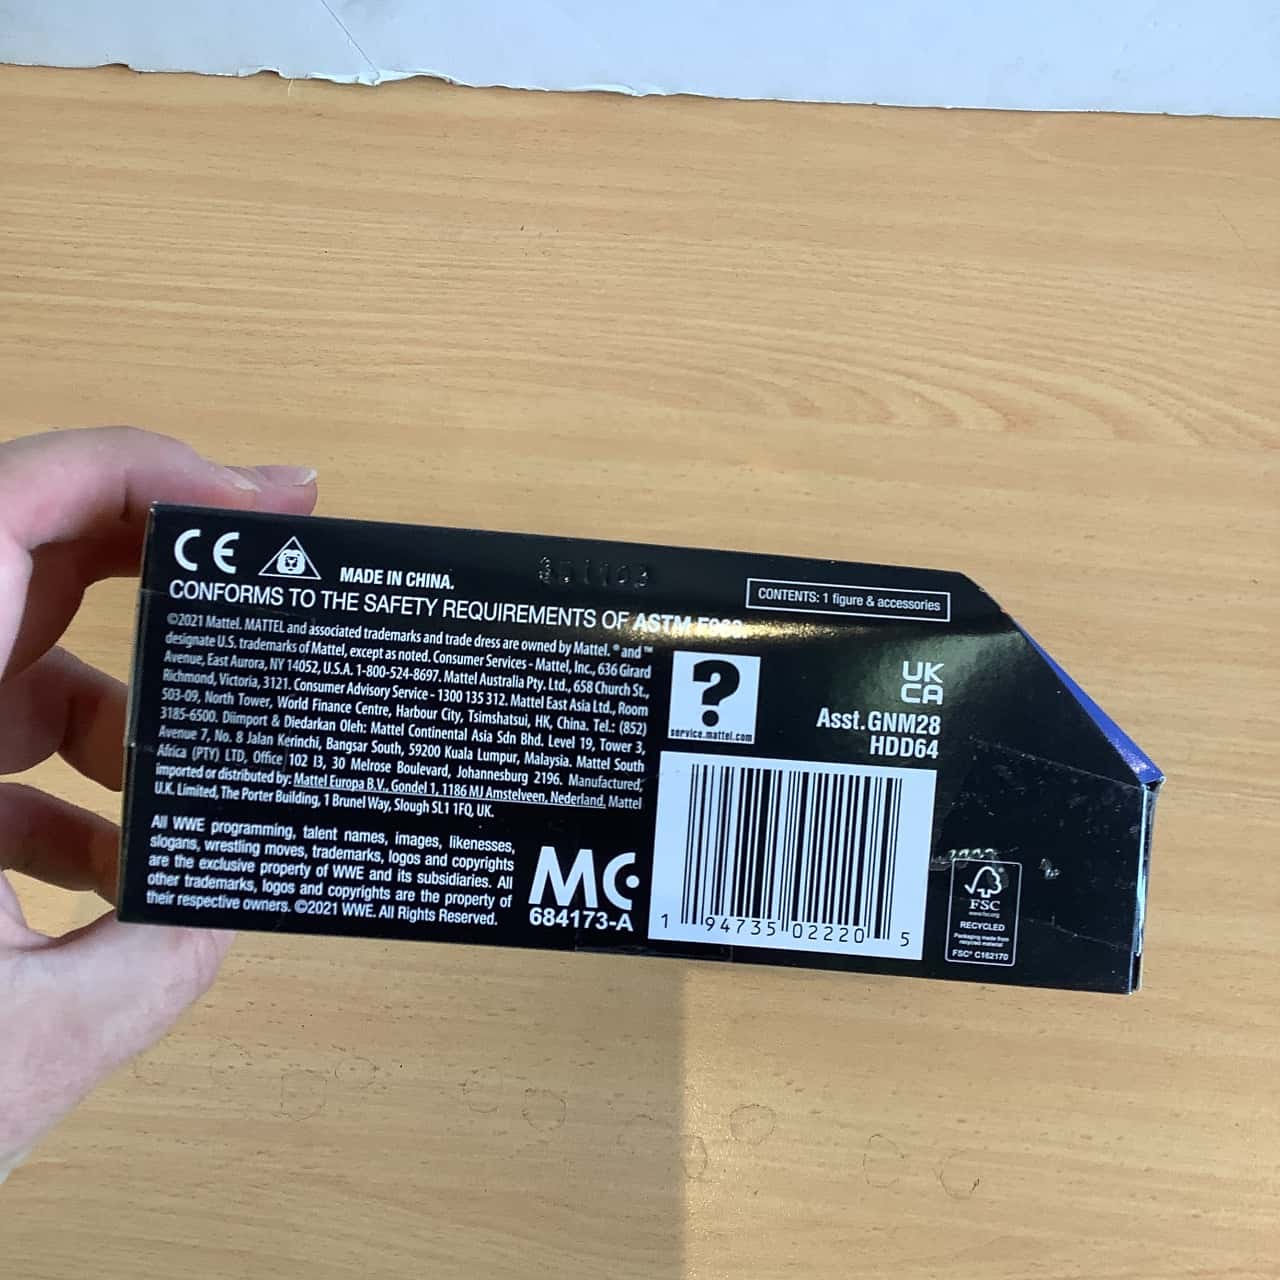 CE
MADE IN CHINA.
CONFORMS TO THE SAFETY REQUIREMENTS OF ASTM F963.
©2021 Mattel. MATTEL and associated trademarks and trade dress are owned by Mattel. ® and ™
designate U.S. trademarks of Mattel, except as noted. Consumer Services - Mattel, Inc., 636 Girard
Avenue, East Aurora, NY 14052, U.S.A. 1-800-524-8697. Mattel Australia Pty. Ltd., 658 Church St.,
Richmond, Victoria, 3121. Consumer Advisory Service - 1300 135 312. Mattel East Asia Ltd., Room
503-09, North Tower, World Finance Centre, Harbour City, Tsimshatsui, HK, China. Tel.: (852)
3185-6500. Diimport & Diedarkan Oleh: Mattel Continental Asia Sdn Bhd. Level 19, Tower 3,
Avenue 7, No. 8 Jalan Kerinchi, Bangsar South, 59200 Kuala Lumpur, Malaysia. Mattel South
Africa (PTY) LTD, Office 102 I3, 30 Melrose Boulevard, Johannesburg 2196. Manufactured,
imported or distributed by: Mattel Europa B.V., Gondel 1, 1186 MJ Amstelveen, Nederland. Mattel
U.K. Limited, The Porter Building, 1 Brunel Way, Slough SL1 1FQ, UK.
All WWE programming, talent names, images, likenesses,
slogans, wrestling moves, trademarks, logos and copyrights
are the exclusive property of WWE and its subsidiaries. All
other trademarks, logos and copyrights are the property of
their respective owners. ©2021 WWE. All Rights Reserved.
MC
684173-A
CONTENTS: 1 figure & accessories
?
service.mattel.com
UK
CA
Asst.GNM28
HDD64
1 94735 02220 5
FSC
www.fsc.org
RECYCLED
Packaging made from
recycled material
FSC® C162170